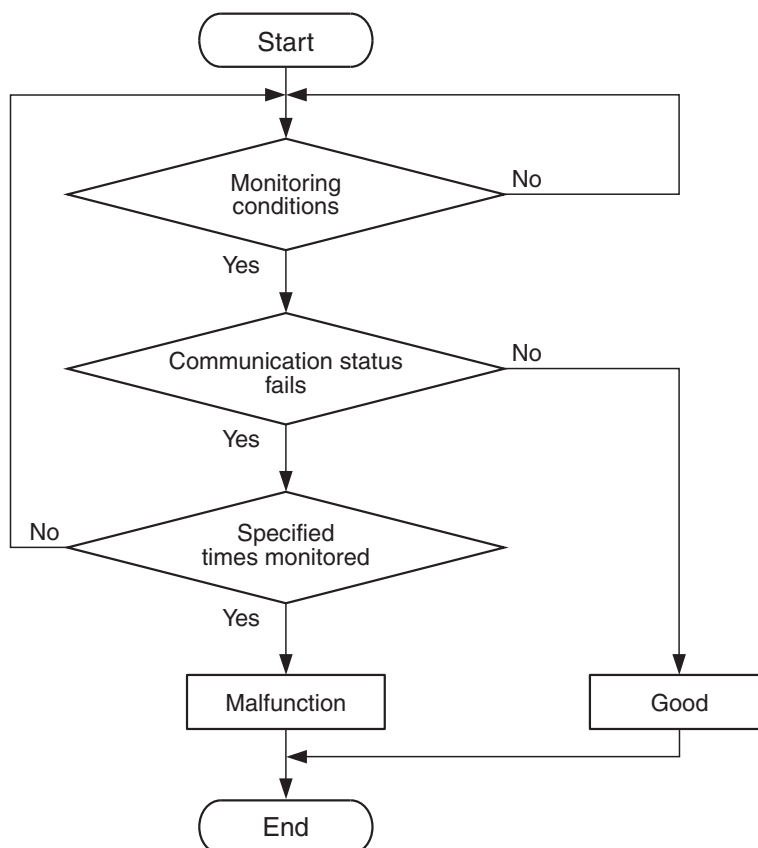 Start
Monitoring
conditions
No
Yes
Communication status
fails
No
Yes
Specified
times monitored
No
Yes
Malfunction
Good
End